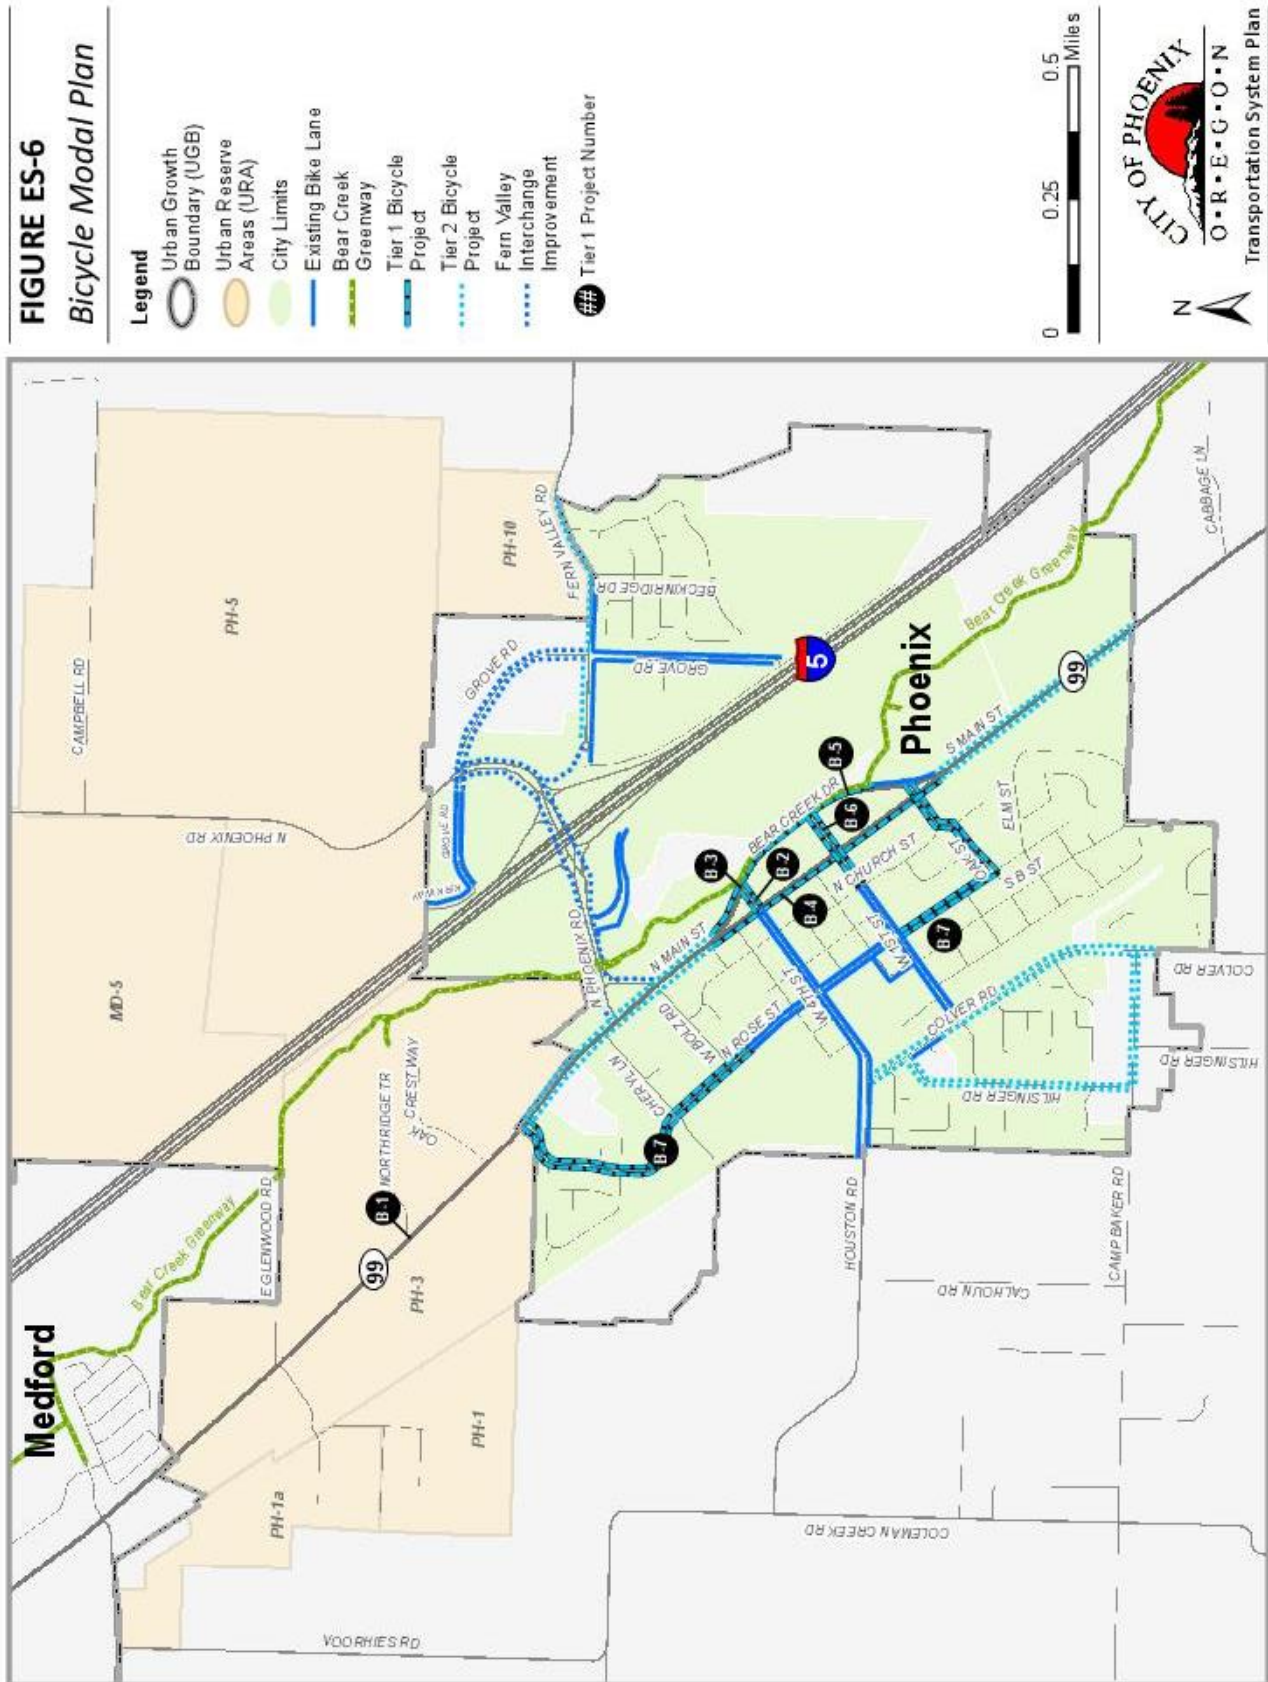 FIGURE ES-6
Bicycle Modal Plan
Legend
Urban Growth
Boundary (UGB)
Urban Reserve
Areas (URA)
City Limits
Existing Bike Lane
Bear Creek
Greenway
Tier 1 Bicycle
Project
Tier 2 Bicycle
Project
Fern Valley
Interchange
Improvement
## Tier 1 Project Number
0 0.25 0.5
Miles
N
CITY OF PHOENIX
O•R•E•G•O•N
Transportation System Plan
Medford
Bear Creek Greenway
E GLENWOOD RD
CAMPBELL RD
N PHOENIX RD
MD-5
PH-5
PH-10
PH-3
PH-1
PH-1a
99
B-1
NORTHRIDGE TR
OAK CREST WAY
VOORHIES RD
COLEMAN CREEK RD
HOUSTON RD
CALHOUN RD
CAMP BAKER RD
KIRK WAY
GROVE RD
GROVE RD
FERN VALLEY RD
BECKINRIDGE DR
GROVE RD
5
N PHOENIX RD
N MAIN ST
W BOLZ RD
CHERYL LN
N ROSE ST
W 4TH ST
W 1ST ST
N CHURCH ST
BEAR CREEK DR
B-3
B-2
B-4
B-5
B-6
B-7
B-7
Phoenix
S MAIN ST
99
OAK ST
S B ST
ELM ST
COLVER RD
COLVER RD
HILSINGER RD
HILSINGER RD
Bear Creek Greenway
CABBAGE LN